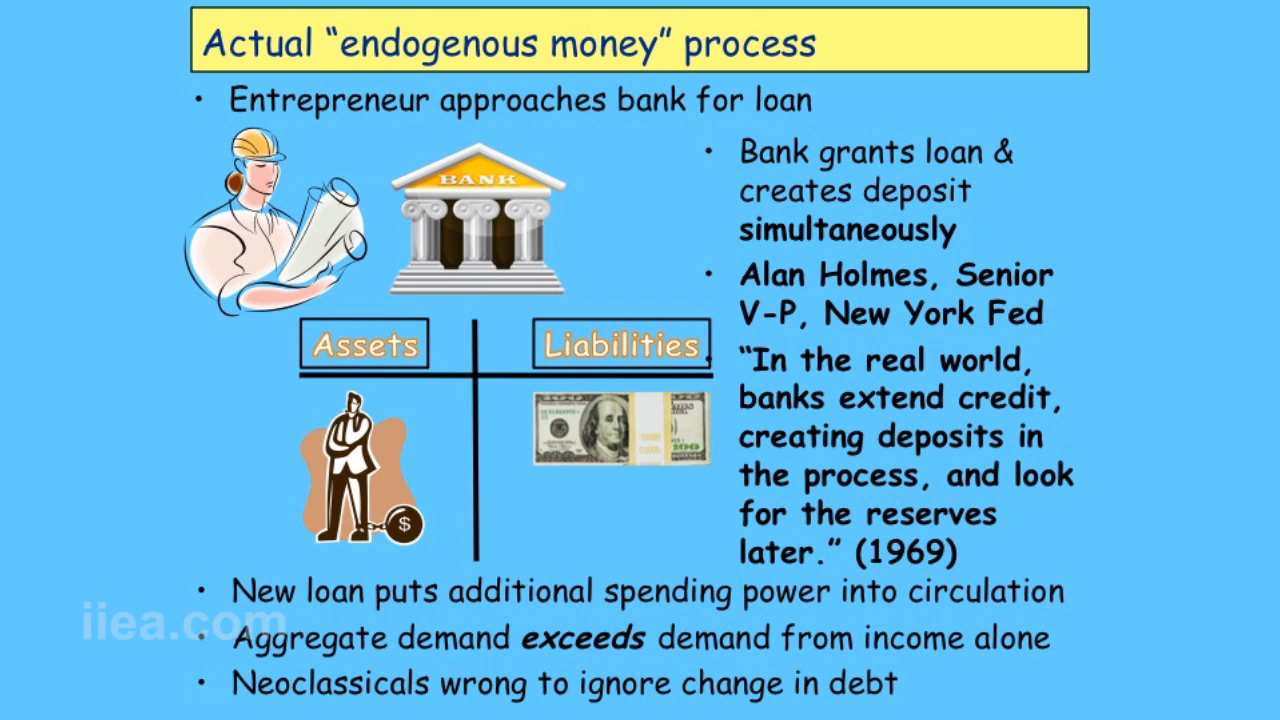 Actual “endogenous money” process
• Entrepreneur approaches bank for loan
BANK
• Bank grants loan &
creates deposit
simultaneously
• Alan Holmes, Senior
V-P, New York Fed
• “In the real world,
banks extend credit,
creating deposits in
the process, and look
for the reserves
later.” (1969)
Assets
Liabilities
100
$
• New loan puts additional spending power into circulation
• Aggregate demand exceeds demand from income alone
• Neoclassicals wrong to ignore change in debt
iiea.com